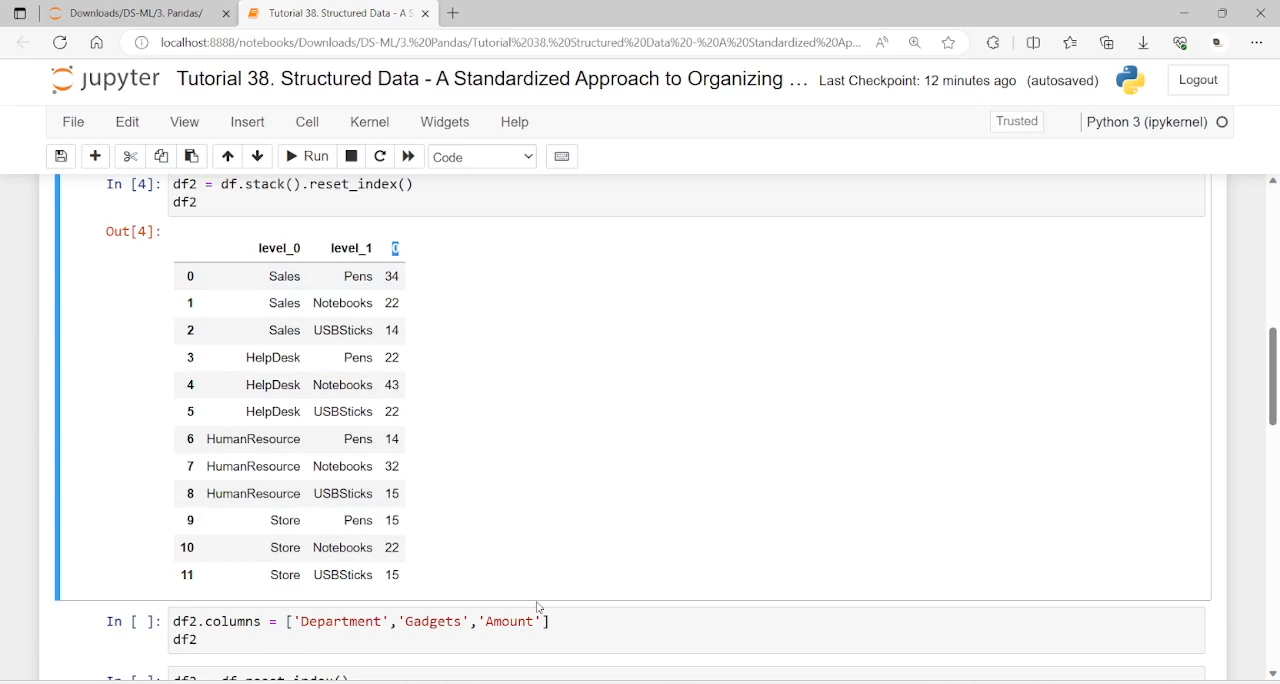 Downloads/DS-ML/3. Pandas/
Tutorial 38. Structured Data - A S
localhost:8888/notebooks/Downloads/DS-ML/3.%20Pandas/Tutorial%2038.%20Structured%20Data%20-%20A%20Standardized%20Ap...
jupyter Tutorial 38. Structured Data - A Standardized Approach to Organizing ... Last Checkpoint: 12 minutes ago (autosaved) Logout
File Edit View Insert Cell Kernel Widgets Help Trusted Python 3 (ipykernel)
Run Code
In [4]: df2 = df.stack().reset_index()
df2
Out[4]:
level_0 level_1 0
0 Sales Pens 34
1 Sales Notebooks 22
2 Sales USBSticks 14
3 HelpDesk Pens 22
4 HelpDesk Notebooks 43
5 HelpDesk USBSticks 22
6 HumanResource Pens 14
7 HumanResource Notebooks 32
8 HumanResource USBSticks 15
9 Store Pens 15
10 Store Notebooks 22
11 Store USBSticks 15
In [ ]: df2.columns = ['Department','Gadgets','Amount']
df2